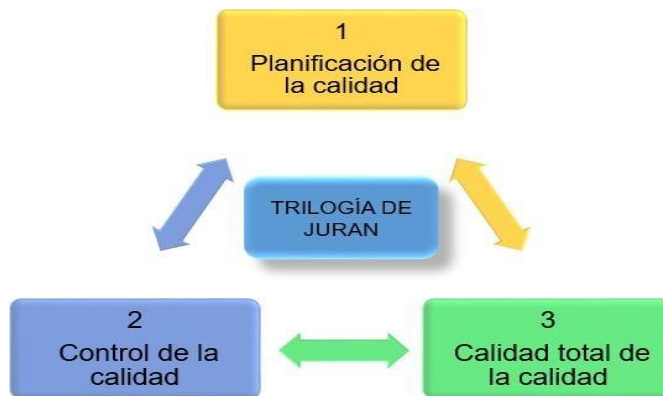 1
Planificación de
la calidad
TRILOGÍA DE
JURAN
2
Control de la
calidad
3
Calidad total de
la calidad